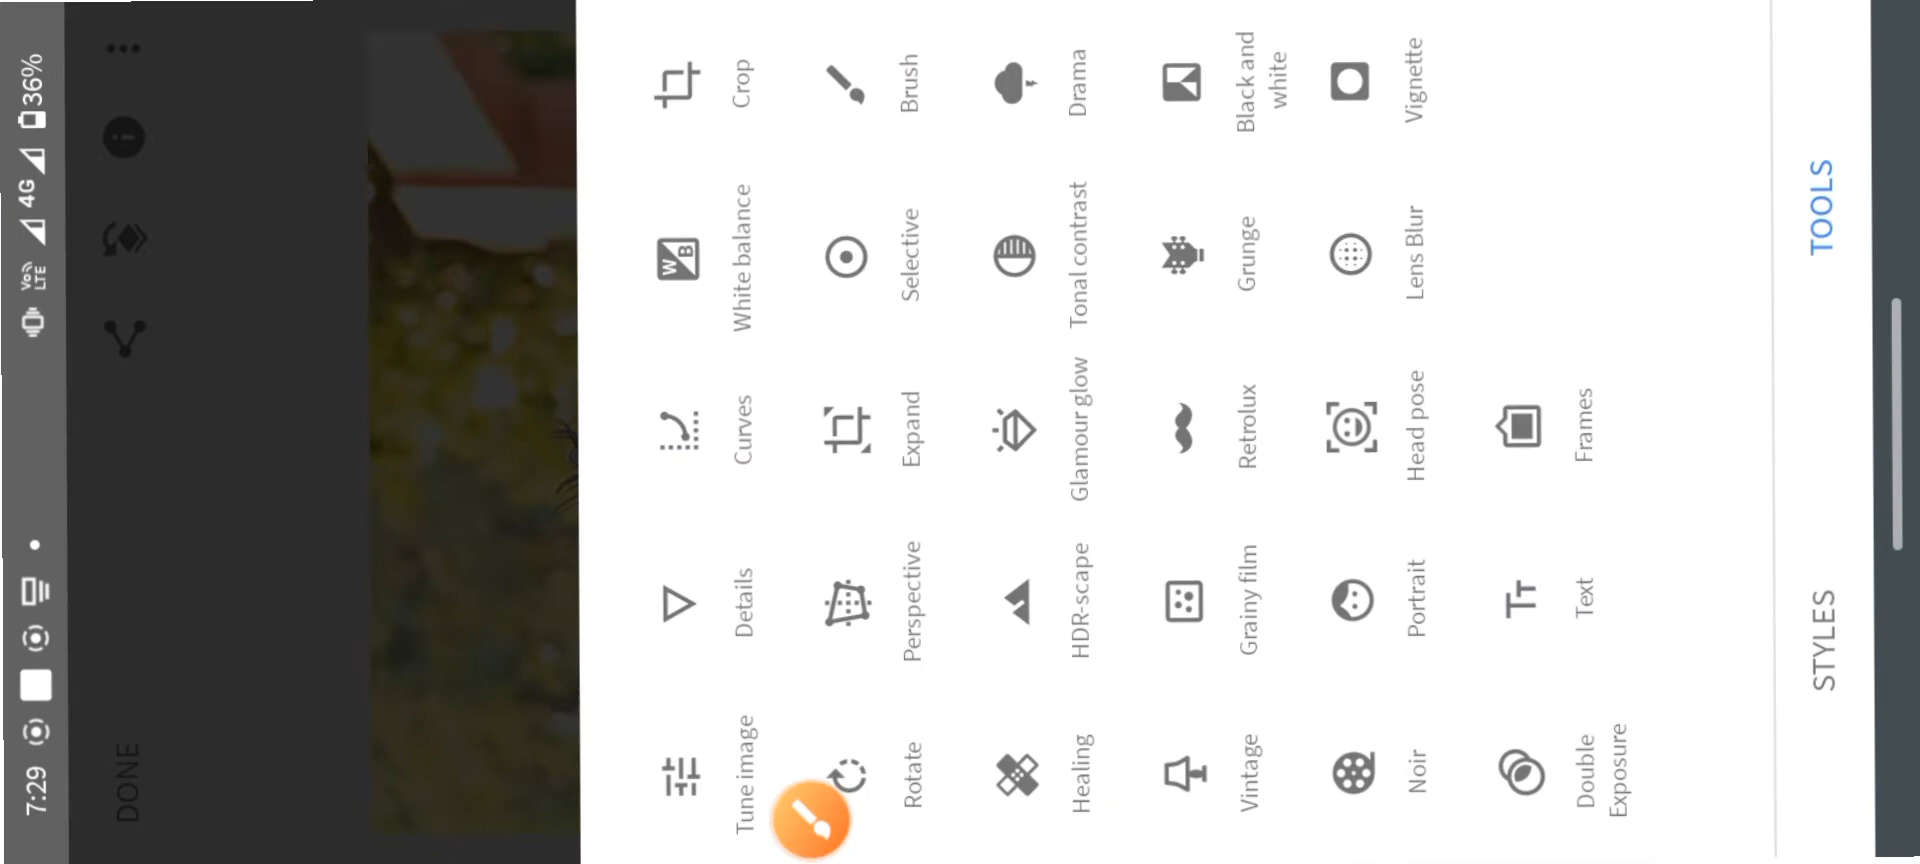 7:29
Vo))
LTE
4G
36%
DONE
Tune image
Details
Curves
White balance
Crop
Rotate
Perspective
Expand
Selective
Brush
Healing
HDR-scape
Glamour glow
Tonal contrast
Drama
Vintage
Grainy film
Retrolux
Grunge
Black and
white
Noir
Portrait
Head pose
Lens Blur
Vignette
Double
Exposure
Text
Frames
STYLES
TOOLS